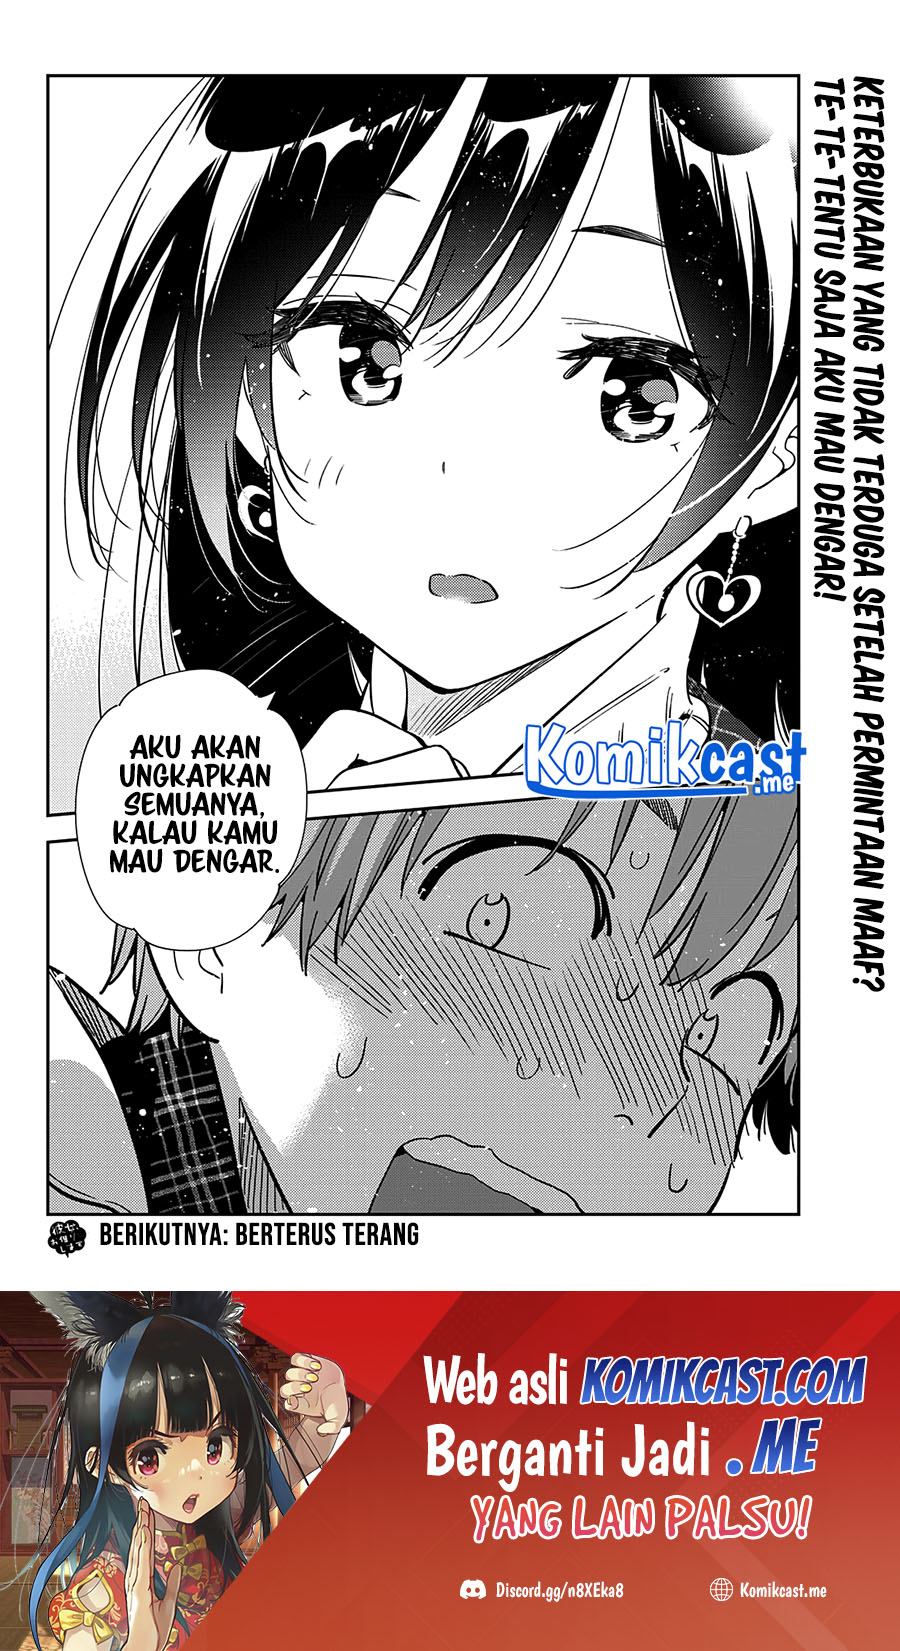 KETERBUKAAN YANG TIDAK TERDUGA SETELAH PERMINTAAN MAAF?
TE-TE-TENTU SAJA AKU MAU DENGAR!
AKU AKAN
UNGKAPKAN
SEMUANYA,
KALAU KAMU
MAU DENGAR.
Komikcast
.me
BERIKUTNYA: BERTERUS TERANG
Web asli KOMIKCAST.COM
Berganti Jadi .ME
YANG LAIN PALSU!
Discord.gg/n8XEka8
Komikcast.me